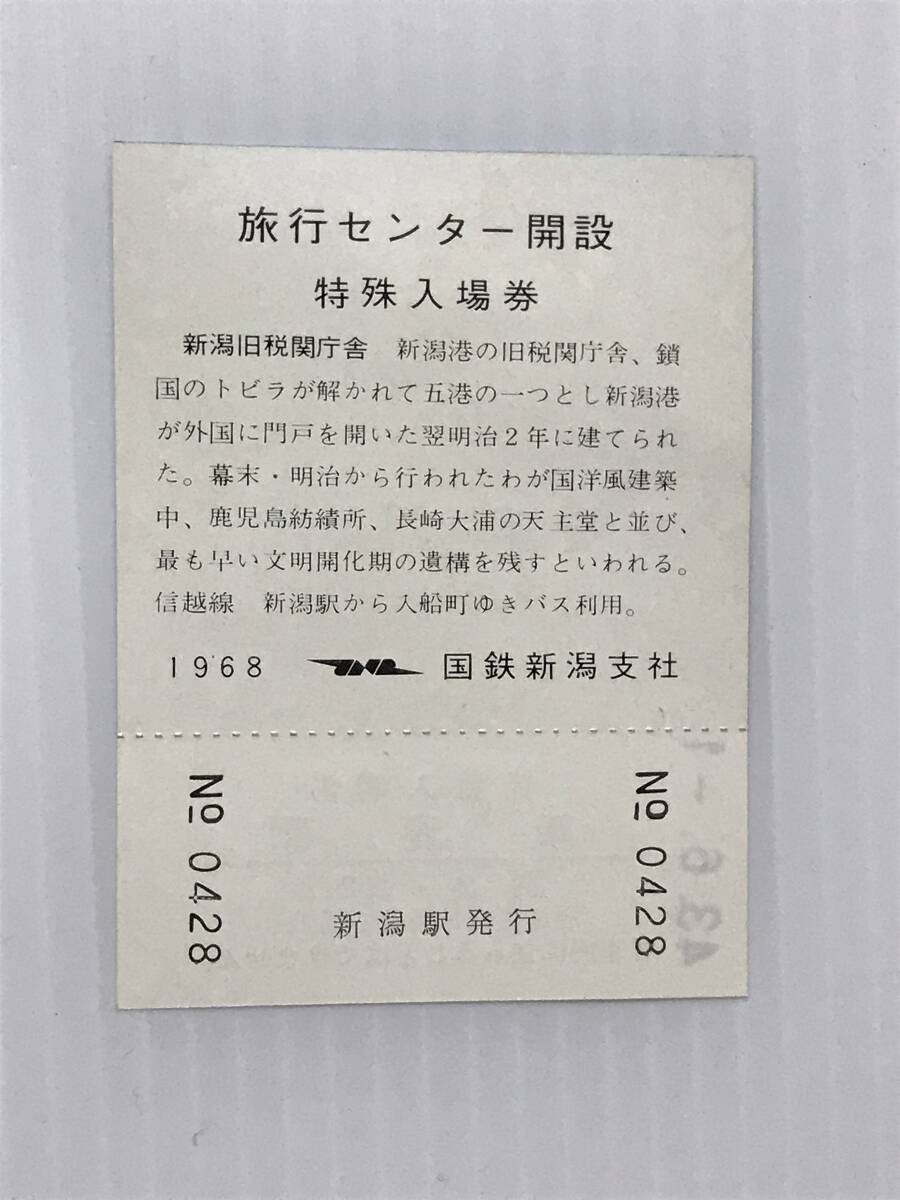 旅行センター開設
特殊入場券
新潟旧税関庁舎　新潟港の旧税関庁舎、鎖
国のトビラが解かれて五港の一つとし新潟港
が外国に門戸を開いた翌明治2年に建てられ
た。幕末・明治から行われたわが国洋風建築
中、鹿児島紡績所、長崎大浦の天主堂と並び、
最も早い文明開化期の遺構を残すといわれる。
信越線　新潟駅から入船町ゆきバス利用。
1968 国鉄新潟支社
№ 0428
№ 0428
新潟駅発行